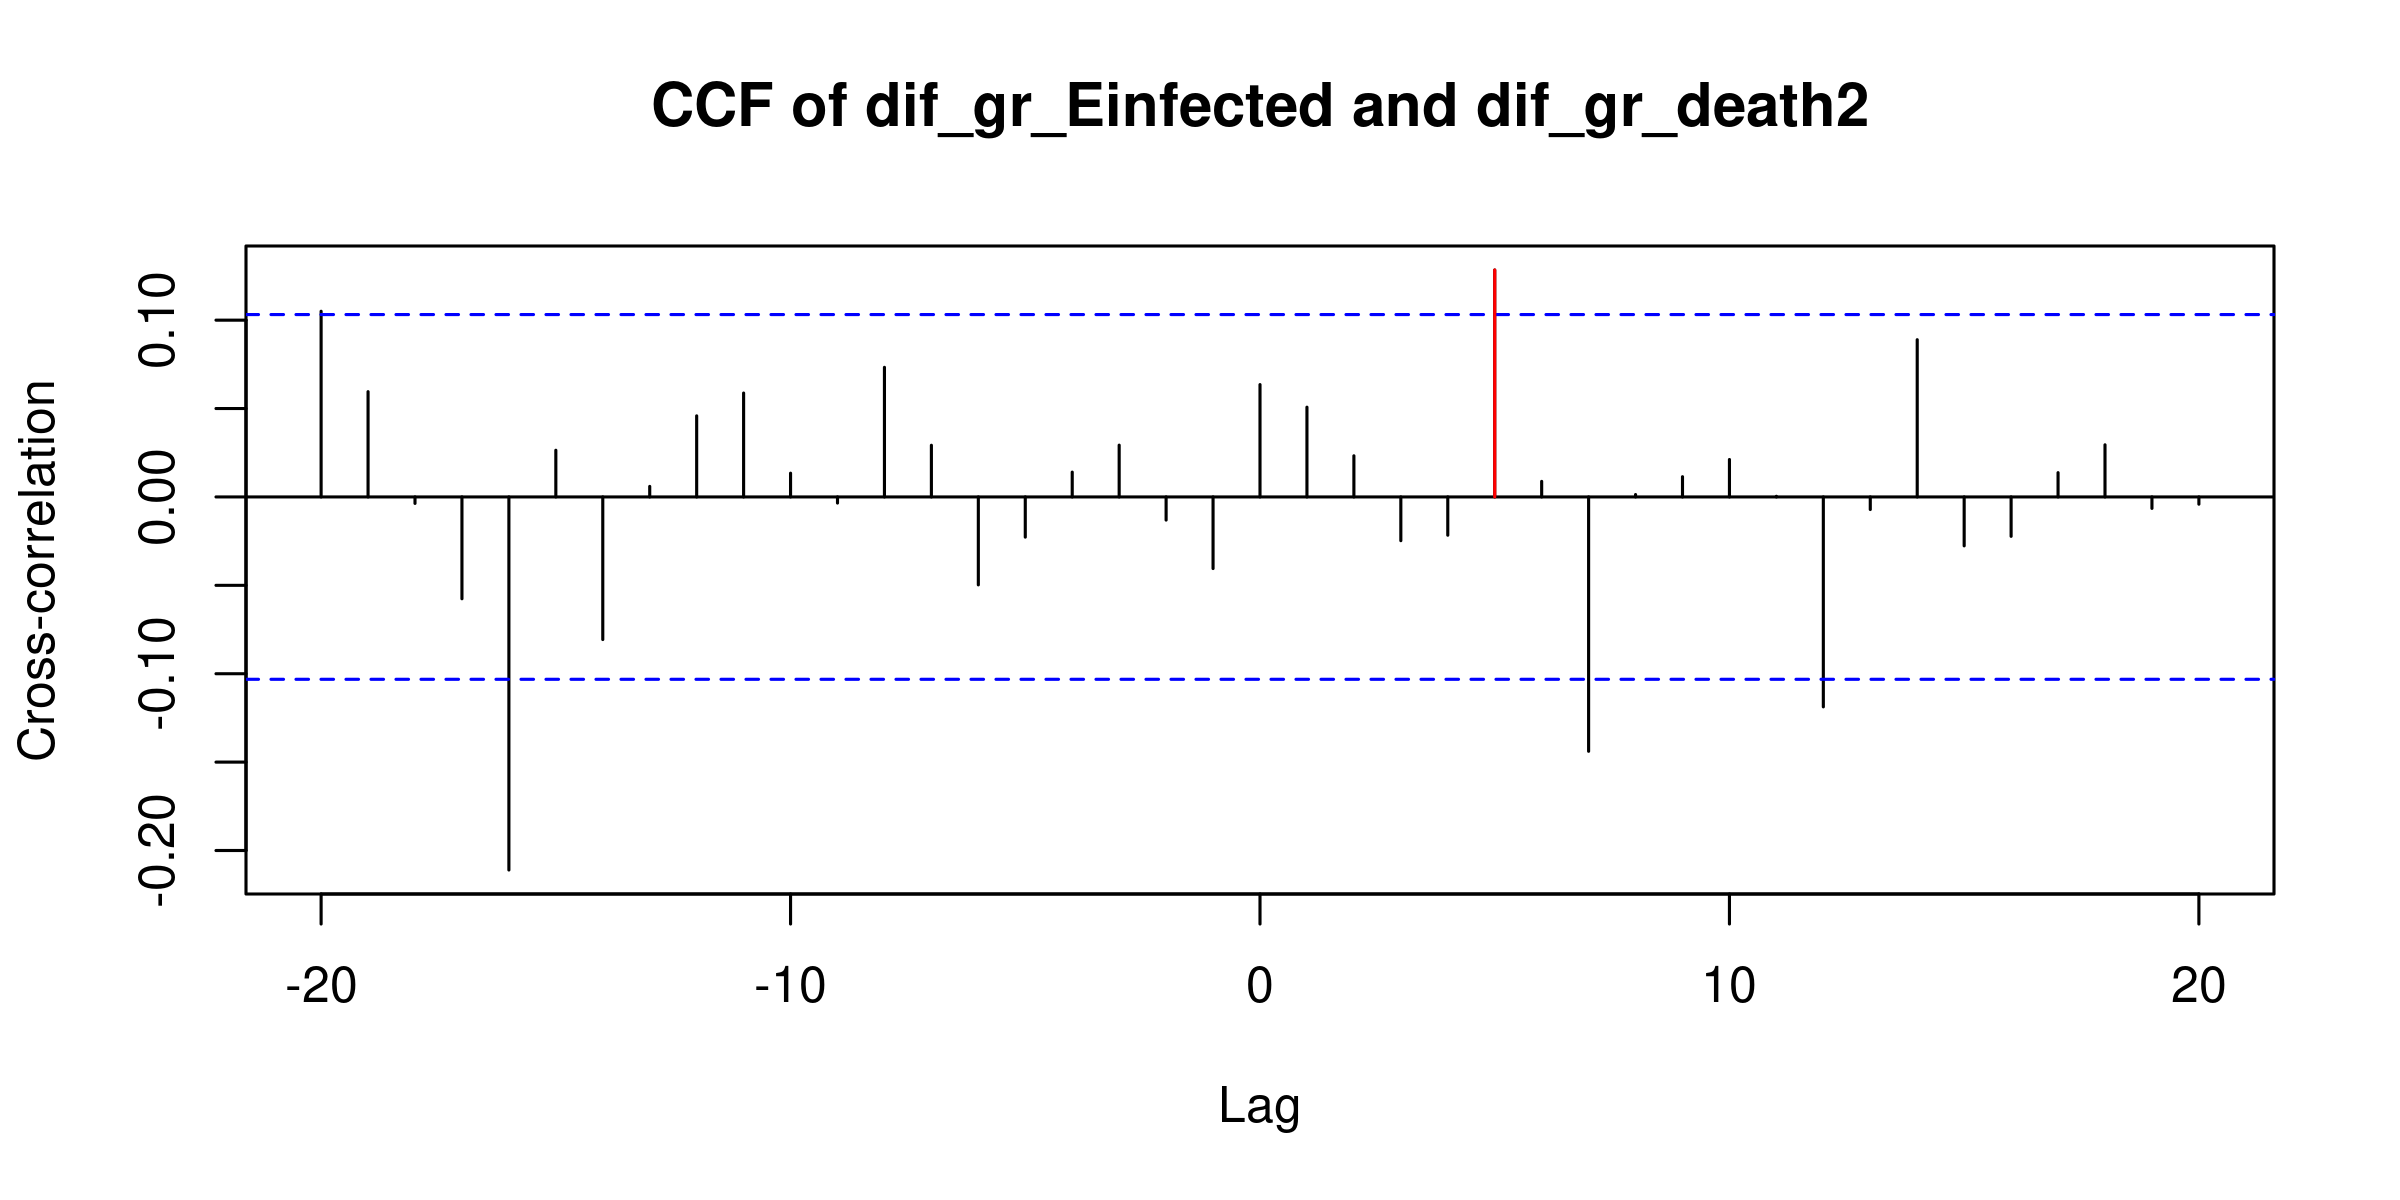 CCF of dif_gr_Einfected and dif_gr_death2
Cross-correlation
0.10
0.00
-0.10
-0.20
-20 -10 0 10 20
Lag